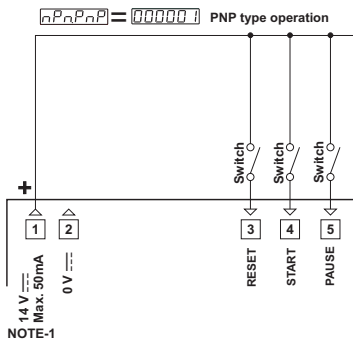 nPnPnP = 000001 PNP type operation
Switch Switch Switch
+
1 2 3 4 5
14 V
Max. 50mA
0 V
RESET
START
PAUSE
NOTE-1